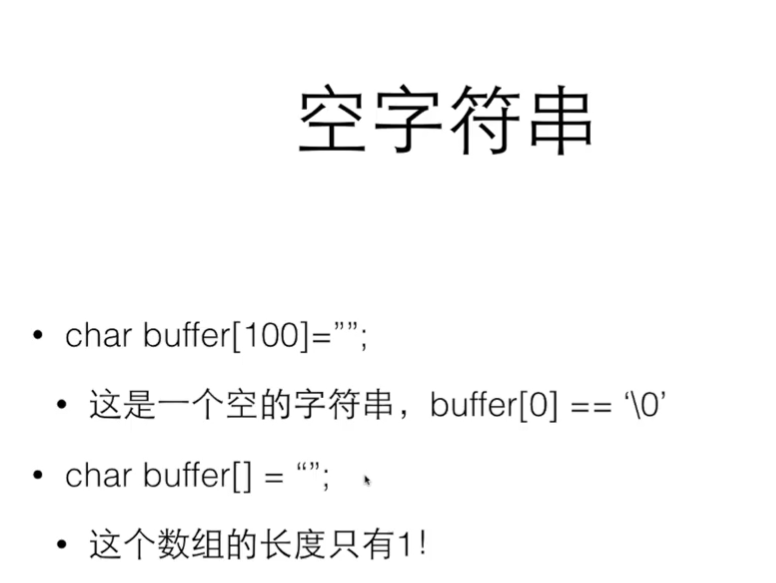 空字符串
• char buffer[100]=””;
• 这是一个空的字符串，buffer[0] == ‘\0’
• char buffer[] = “”;
• 这个数组的长度只有1！